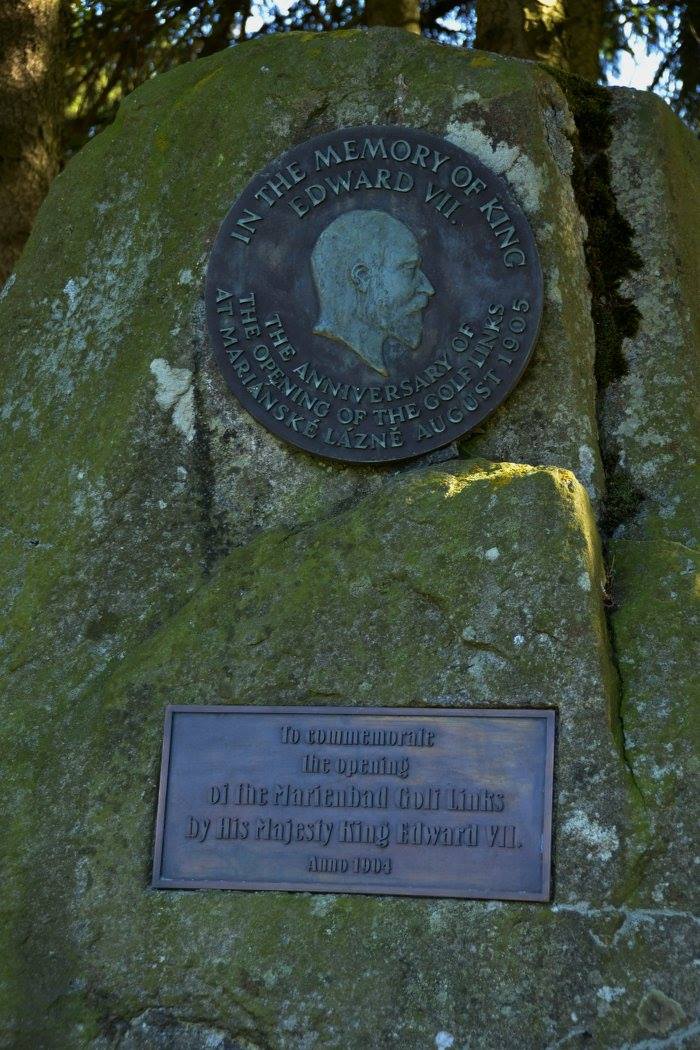 IN THE MEMORY OF KING
EDWARD VII.
THE ANNIVERSARY OF
THE OPENING OF THE GOLF LINKS
AT MARIÁNSKÉ LÁZNĚ AUGUST 1905
To commemorate
the opening
of the Marienbad Golf Links
by His Majesty King Edward VII.
Anno 1904